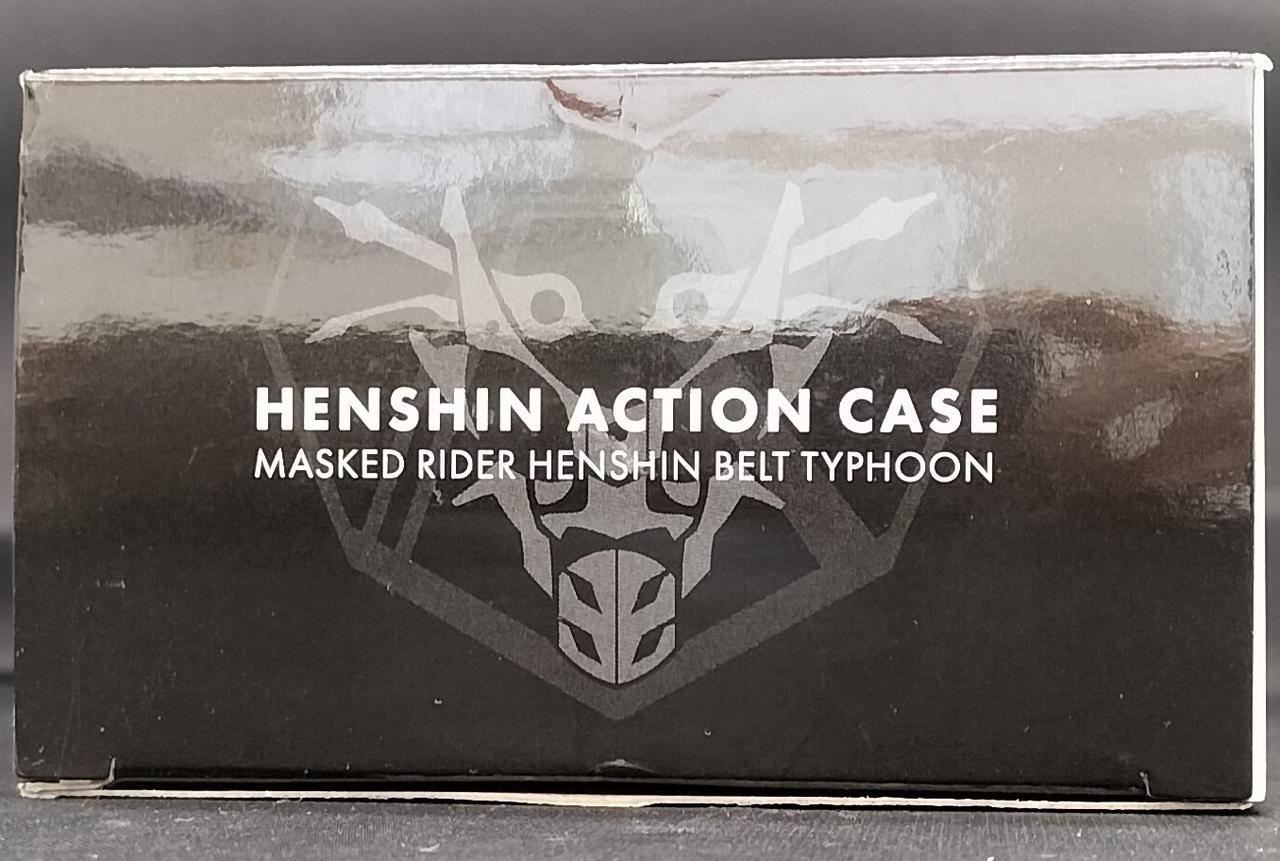 HENSHIN ACTION CASE
MASKED RIDER HENSHIN BELT TYPHOON